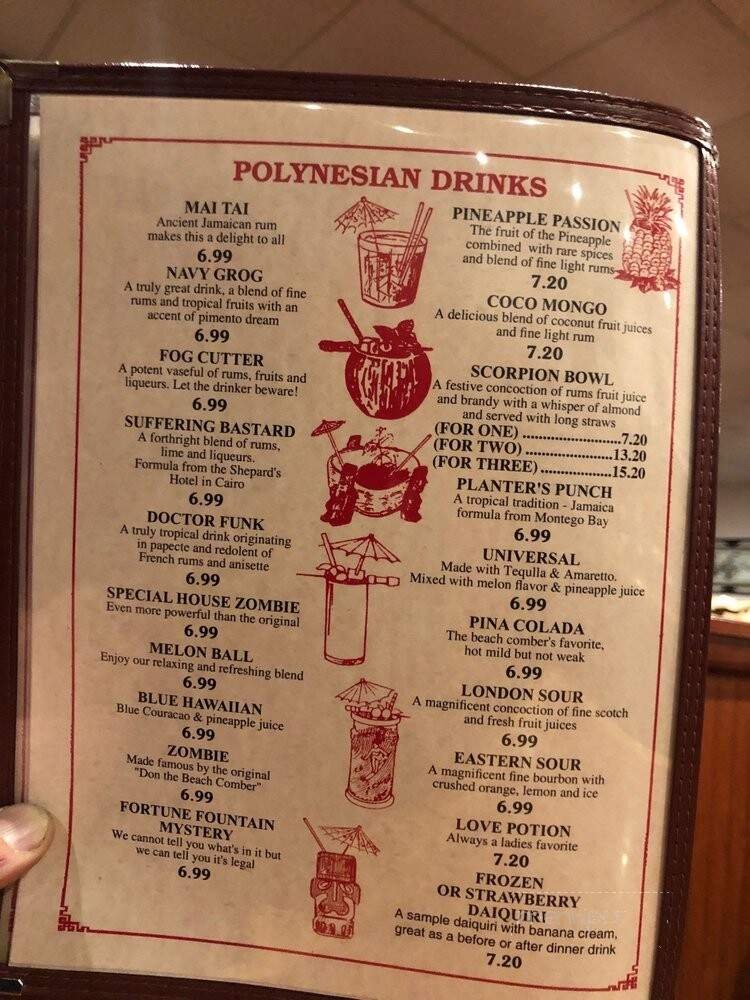 POLYNESIAN DRINKS
MAI TAI
Ancient Jamaican rum
makes this a delight to all
6.99
NAVY GROG
A truly great drink, a blend of fine
rums and tropical fruits with an
accent of pimento dream
6.99
FOG CUTTER
A potent vaseful of rums, fruits and
liqueurs. Let the drinker beware!
6.99
SUFFERING BASTARD
A forthright blend of rums,
lime and liqueurs.
Formula from the Shepard's
Hotel in Cairo
6.99
DOCTOR FUNK
A truly tropical drink originating
in papecte and redolent of
French rums and anisette
6.99
SPECIAL HOUSE ZOMBIE
Even more powerful than the original
6.99
MELON BALL
Enjoy our relaxing and refreshing blend
6.99
BLUE HAWAIIAN
Blue Couracao & pineapple juice
6.99
ZOMBIE
Made famous by the original
"Don the Beach Comber"
6.99
FORTUNE FOUNTAIN
MYSTERY
We cannot tell you what's in it but
we can tell you it's legal
6.99
PINEAPPLE PASSION
The fruit of the Pineapple
combined with rare spices
and blend of fine light rums
7.20
COCO MONGO
A delicious blend of coconut fruit juices
and fine light rum
7.20
SCORPION BOWL
A festive concoction of rums fruit juice
and brandy with a whisper of almond
and served with long straws
(FOR ONE) ..........................7.20
(FOR TWO) .......................13.20
(FOR THREE) ...................15.20
PLANTER'S PUNCH
A tropical tradition - Jamaica
formula from Montego Bay
6.99
UNIVERSAL
Made with Tequlla & Amaretto.
Mixed with melon flavor & pineapple juice
6.99
PINA COLADA
The beach comber's favorite,
hot mild but not weak
6.99
LONDON SOUR
A magnificent concoction of fine scotch
and fresh fruit juices
6.99
EASTERN SOUR
A magnificent fine bourbon with
crushed orange, lemon and ice
6.99
LOVE POTION
Always a ladies favorite
7.20
FROZEN
OR STRAWBERRY
DAIQUIRI
A sample daiquiri with banana cream,
great as a before or after dinner drink
7.20